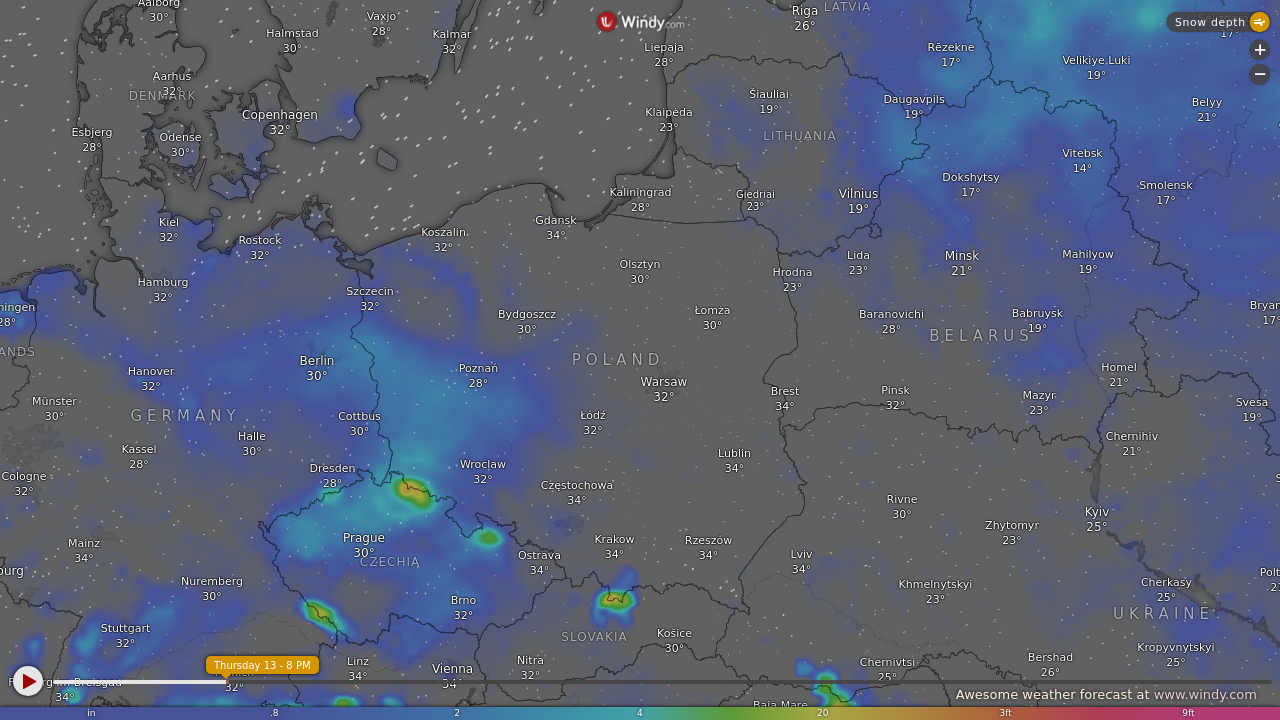 Aalborg
30°
Vaxjo
28°
Halmstad
30°
Kalmar
32°
Windy.com
Liepaja
28°
Riga
26°
LATVIA
Snow depth
17°
Rēzekne
17°
Velikiye Luki
19°
Aarhus
32°
DENMARK
Copenhagen
32°
Esbjerg
28°
Odense
30°
Klaipėda
23°
Šiauliai
19°
LITHUANIA
Daugavpils
19°
Belyy
21°
Vitebsk
14°
Dokshytsy
17°
Smolensk
17°
Kaliningrad
28°
Giedriai
23°
Vilnius
19°
Kiel
32°
Rostock
32°
Koszalin
32°
Gdansk
34°
Olsztyn
30°
Hrodna
23°
Lida
23°
Minsk
21°
Mahilyow
19°
Hamburg
32°
Szczecin
32°
ningen
28°
Bydgoszcz
30°
Łomża
30°
Baranovichi
28°
Babruysk
19°
Bryan
17°
BELARUS
ANDS
Berlin
30°
Hanover
32°
Poznań
28°
POLAND
Warsaw
32°
Brest
34°
Pinsk
32°
Homel
21°
Mazyr
23°
Svesa
19°
Münster
30°
GERMANY
Cottbus
30°
Łódź
32°
Halle
30°
Kassel
28°
Chernihiv
21°
Lublin
34°
Cologne
32°
Dresden
28°
Wroclaw
32°
Częstochowa
34°
Rivne
30°
Kyiv
25°
Zhytomyr
23°
Prague
30°
CZECHIA
Mainz
34°
Ostrava
34°
Krakow
34°
Rzeszów
34°
Lviv
34°
Nuremberg
30°
Khmelnytskyi
23°
Cherkasy
25°
Brno
32°
UKRAINE
Stuttgart
32°
SLOVAKIA
Košice
30°
Kropyvnytskyi
25°
Thursday 13 - 8 PM
Linz
34°
Vienna
34°
Nitra
32°
Chernivtsi
25°
Bershad
26°
34°
32°
Baia Mare
Awesome weather forecast at www.windy.com
in .8 2 4 20 3ft 9ft